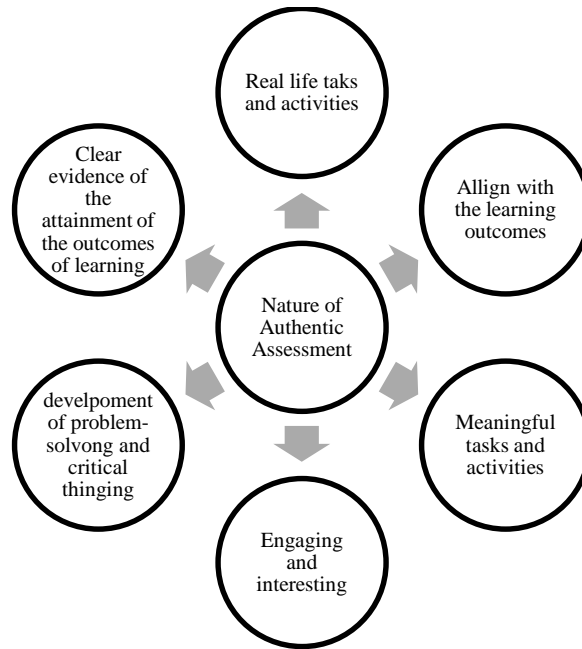 Real life taks
and activities
Clear
evidence of
the
attainment of
the outcomes
of learning
Allign with
the learning
outcomes
Nature of
Authentic
Assessment
develpoment
of problem-
solvong and
critical
thinging
Meaningful
tasks and
activities
Engaging
and
interesting